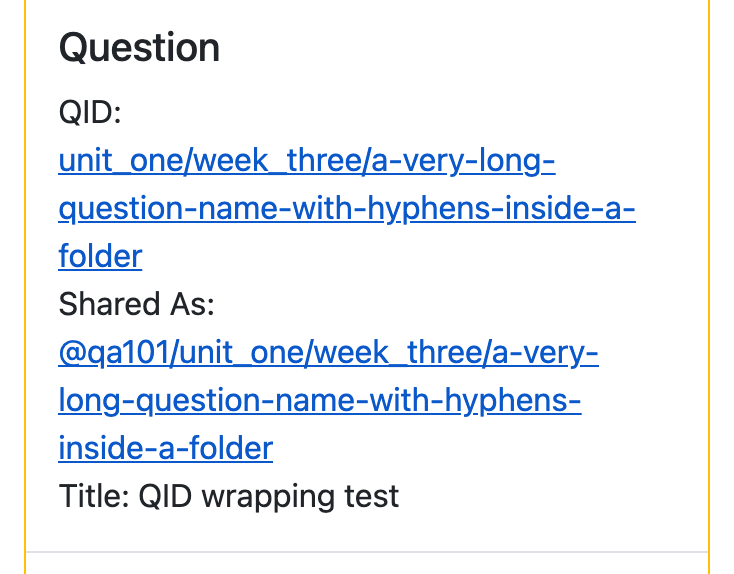 Question
QID:
unit_one/week_three/a-very-long-
question-name-with-hyphens-inside-a-
folder
Shared As:
@qa101/unit_one/week_three/a-very-
long-question-name-with-hyphens-
inside-a-folder
Title: QID wrapping test